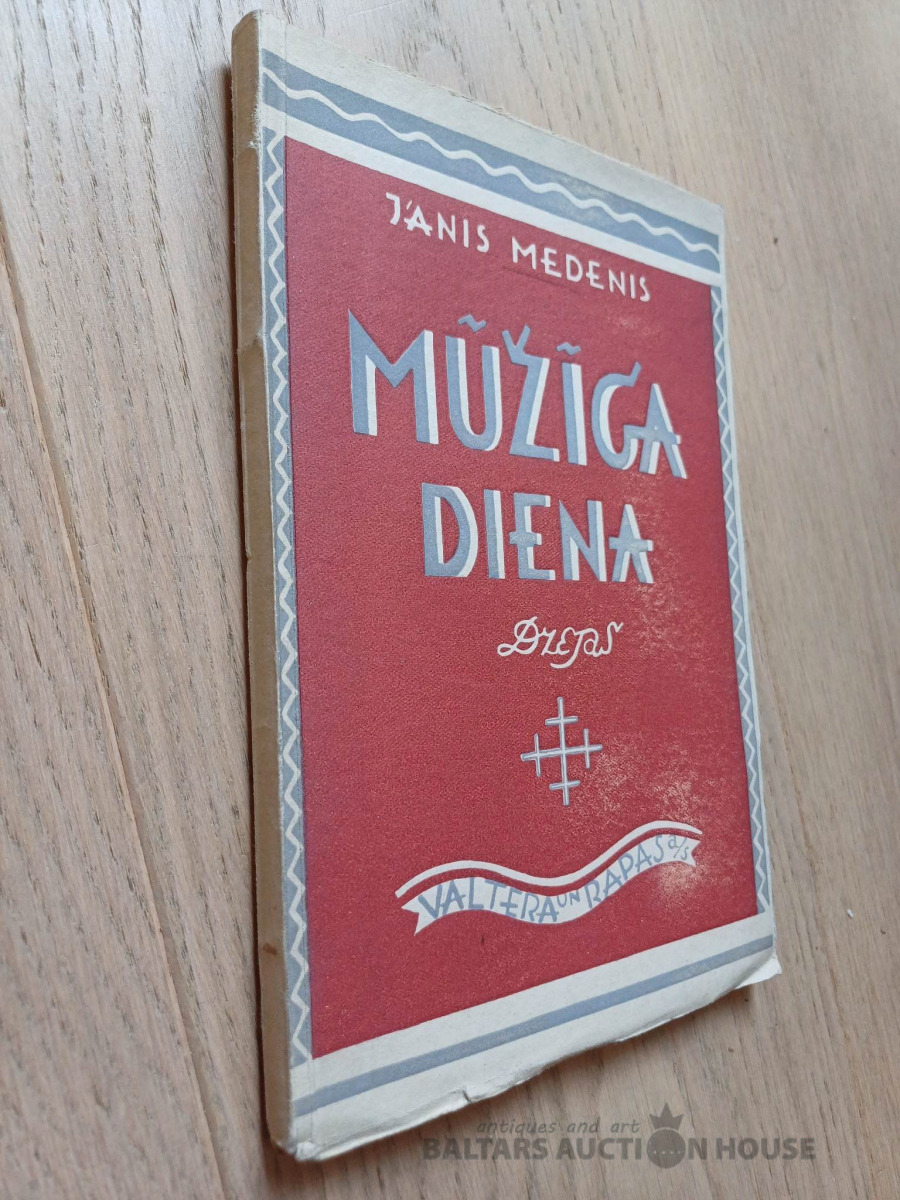 JĀNIS MEDENIS
MŪŽĪGA
DIENA
Dzejas
VALTERA UN RAPAS a/s
antiques and art
BALTARS AUCTION HOUSE